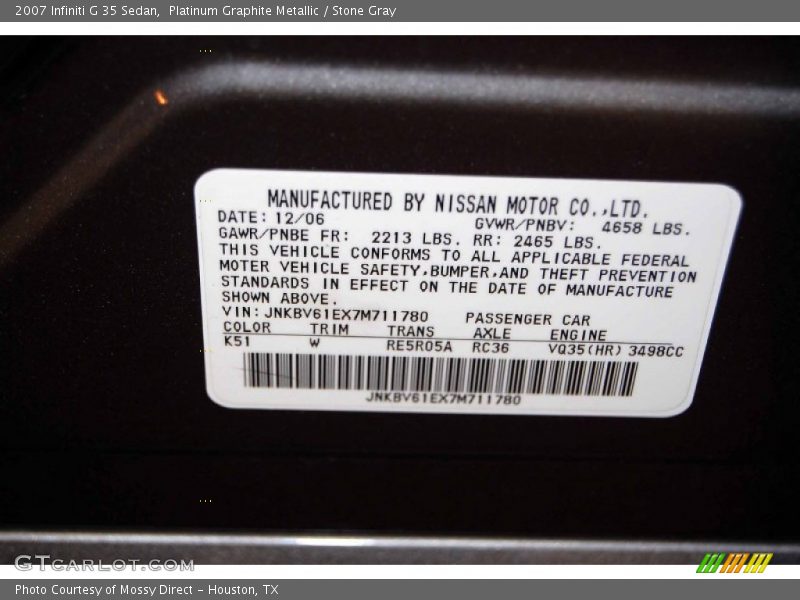 2007 Infiniti G 35 Sedan, Platinum Graphite Metallic / Stone Gray
MANUFACTURED BY NISSAN MOTOR CO.,LTD.
DATE: 12/06 GVWR/PNBV: 4658 LBS.
GAWR/PNBE FR: 2213 LBS. RR: 2465 LBS.
THIS VEHICLE CONFORMS TO ALL APPLICABLE FEDERAL
MOTER VEHICLE SAFETY,BUMPER,AND THEFT PREVENTION
STANDARDS IN EFFECT ON THE DATE OF MANUFACTURE
SHOWN ABOVE.
VIN: JNKBV61EX7M711780 PASSENGER CAR
COLOR TRIM TRANS AXLE ENGINE
K51 W RE5R05A RC36 VQ35(HR) 3498CC
JNKBV61EX7M711780
GTCARLOT.COM
Photo Courtesy of Mossy Direct - Houston, TX